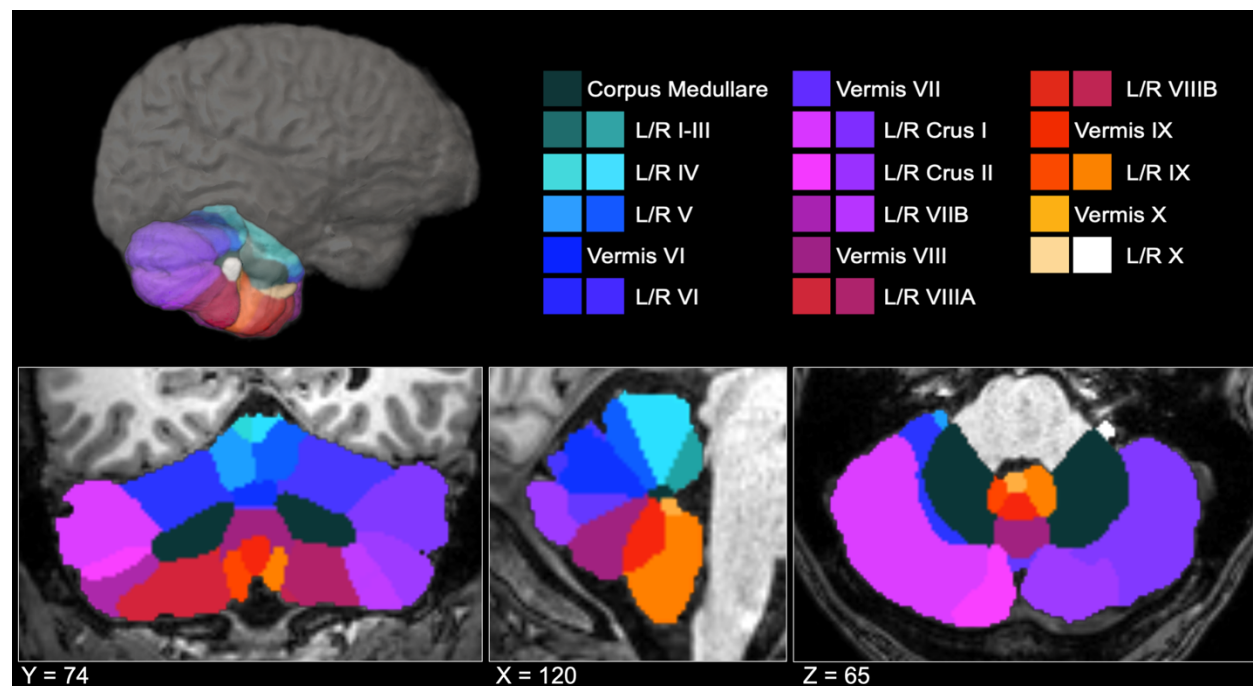 Corpus Medullare
L/R I-III
L/R IV
L/R V
Vermis VI
L/R VI
Vermis VII
L/R Crus I
L/R Crus II
L/R VIIB
Vermis VIII
L/R VIIIA
L/R VIIIB
Vermis IX
L/R IX
Vermis X
L/R X
Y = 74
X = 120
Z = 65